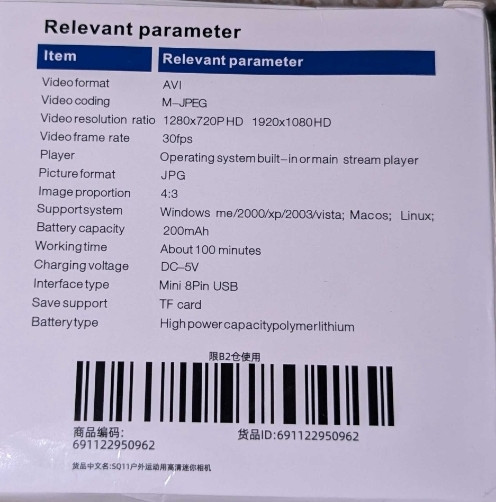 Relevant parameter
Item Relevant parameter
Video format AVI
Video coding M-JPEG
Video resolution ratio 1280x720P HD 1920x1080HD
Video frame rate 30fps
Player Operating system built-in or main stream player
Picture format JPG
Image proportion 4:3
Support system Windows me/2000/xp/2003/vista; Macos; Linux;
Battery capacity 200mAh
Working time About 100 minutes
Charging voltage DC-5V
Interface type Mini 8Pin USB
Save support TF card
Battery type High power capacity polymer lithium
限B2仓使用
商品编码: 货品ID:691122950962
691122950962
货品中文名:SQ11户外运动用高清迷你相机